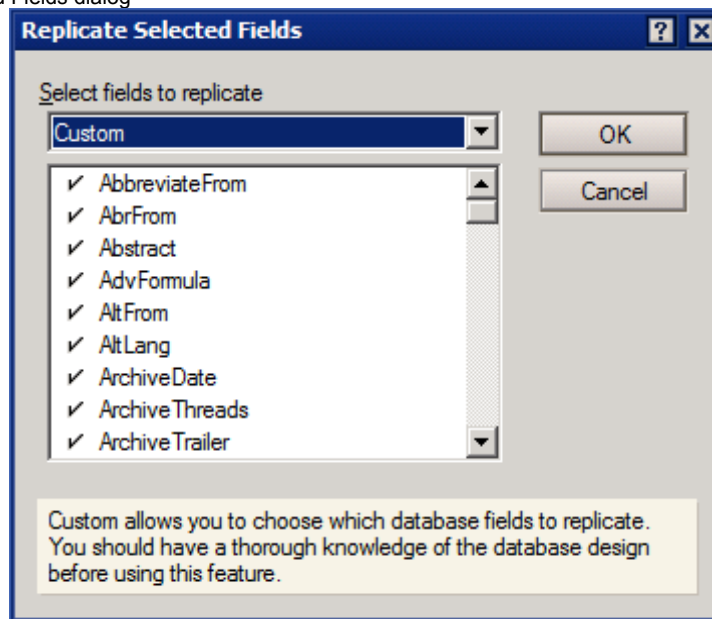 Fields dialog
Replicate Selected Fields
Select fields to replicate
Custom
OK
AbbreviateFrom
Cancel
AbrFrom
Abstract
AdvFormula
AltFrom
AltLang
ArchiveDate
ArchiveThreads
ArchiveTrailer
Custom allows you to choose which database fields to replicate.
You should have a thorough knowledge of the database design
before using this feature.